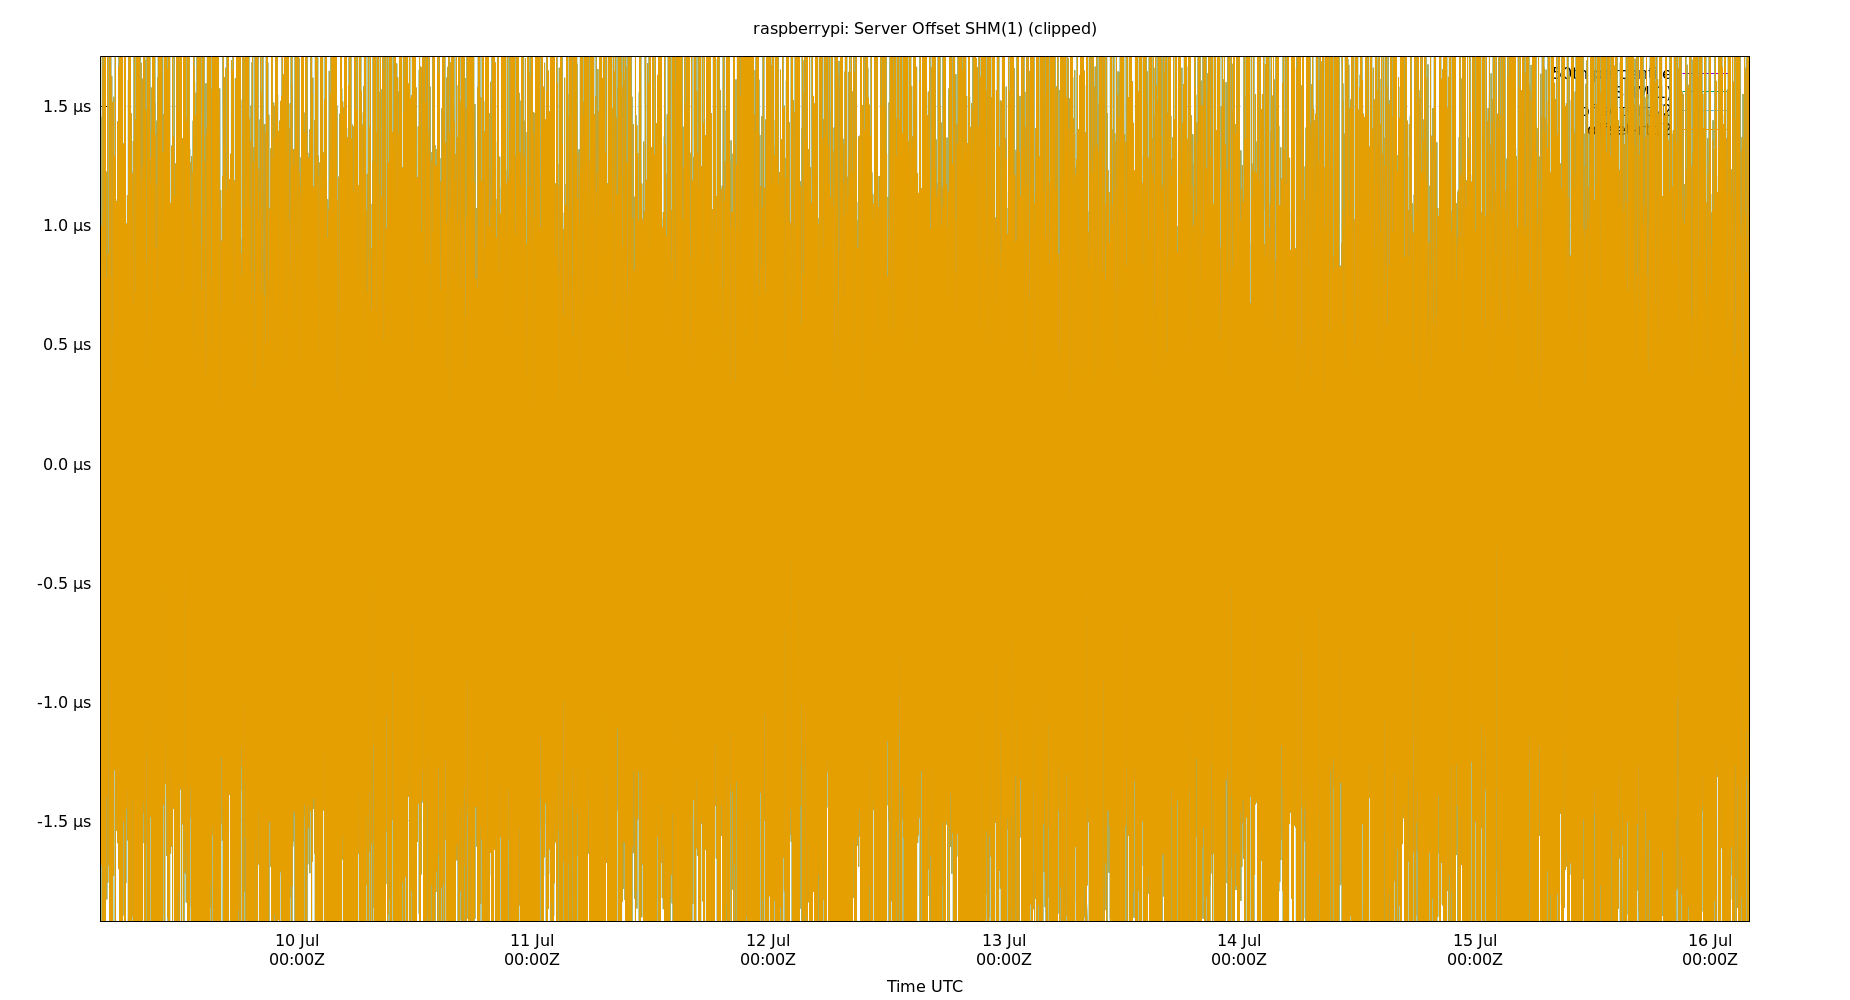 raspberrypi: Server Offset SHM(1) (clipped)
50th percentile
1.5 µs
1.0 µs
0.5 µs
0.0 µs
-0.5 µs
-1.0 µs
-1.5 µs
10 Jul 11 Jul 12 Jul 13 Jul 14 Jul 15 Jul 16 Jul
00:00Z 00:00Z 00:00Z 00:00Z 00:00Z 00:00Z 00:00Z
Time UTC